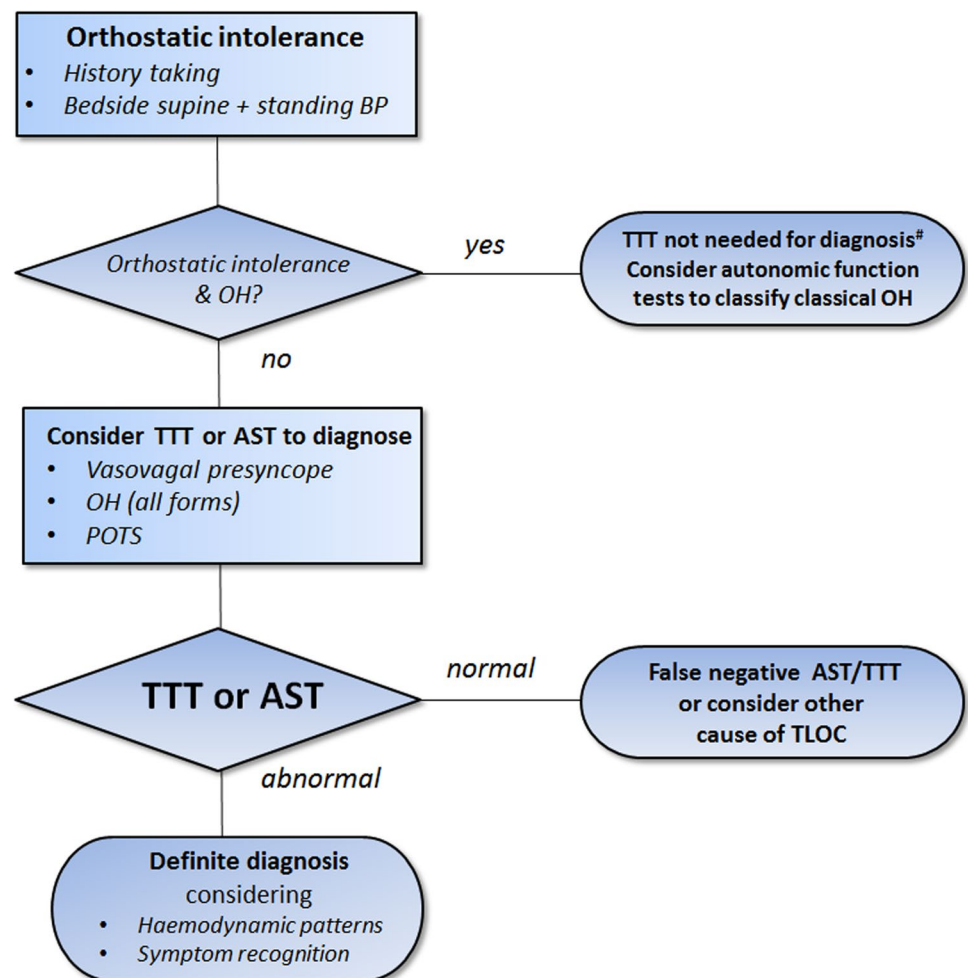 Orthostatic intolerance
• History taking
• Bedside supine + standing BP
Orthostatic intolerance
& OH?
yes
TTT not needed for diagnosis#
Consider autonomic function
tests to classify classical OH
no
Consider TTT or AST to diagnose
• Vasovagal presyncope
• OH (all forms)
• POTS
TTT or AST
normal
False negative AST/TTT
or consider other
cause of TLOC
abnormal
Definite diagnosis
considering
• Haemodynamic patterns
• Symptom recognition